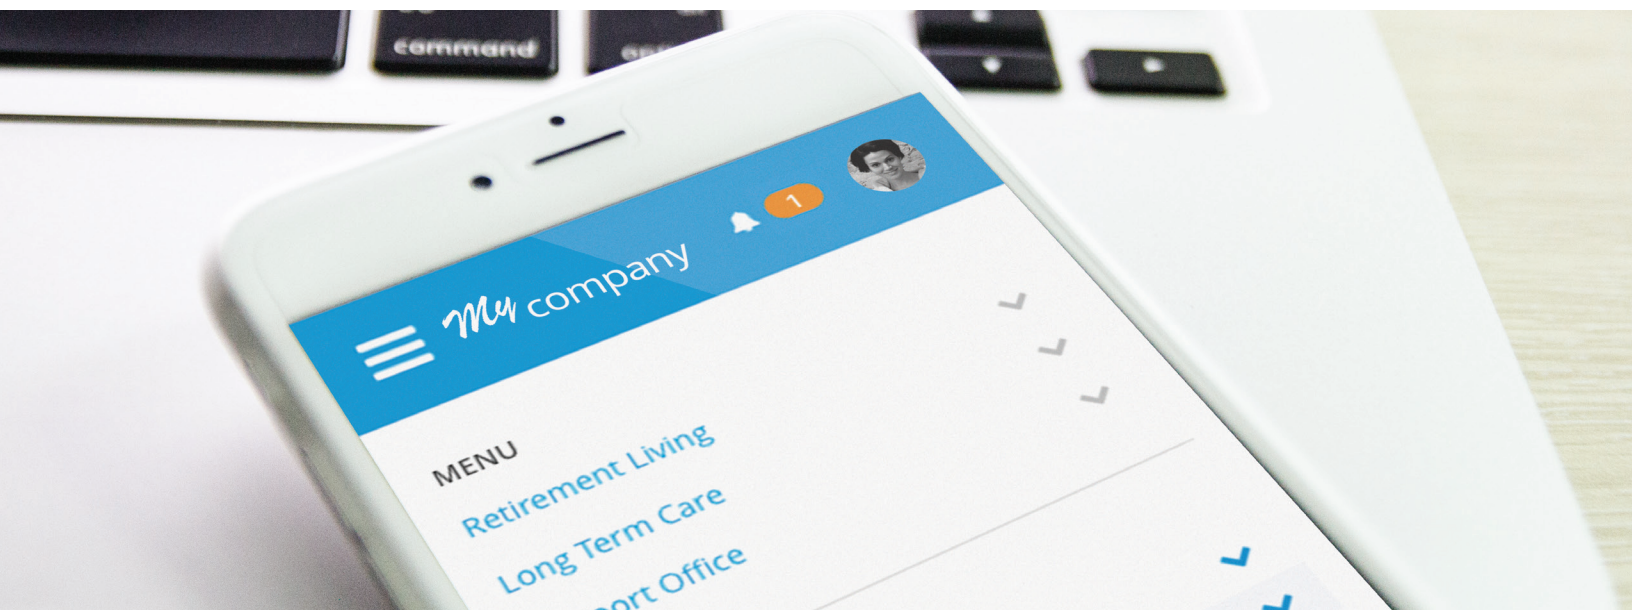 command
My company
1
MENU
Retirement Living
Long Term Care
Office